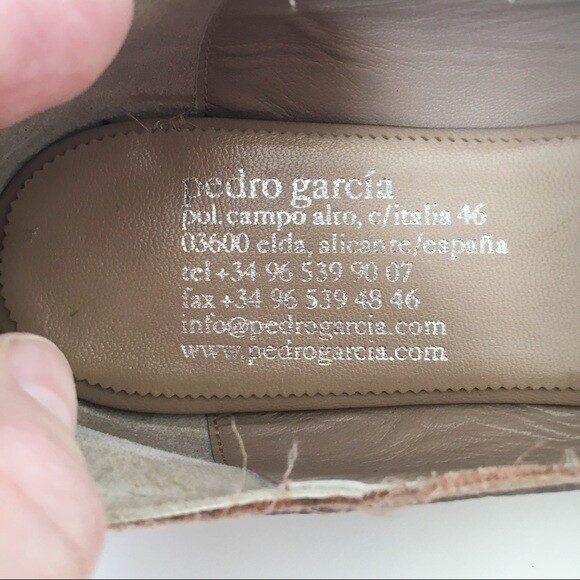 pedro garcía
pol. campo alto, c/italia 46
03600 elda, alicante/españa
tel +34 96 539 90 07
fax +34 96 539 48 46
info@pedrogarcia.com
www.pedrogarcia.com